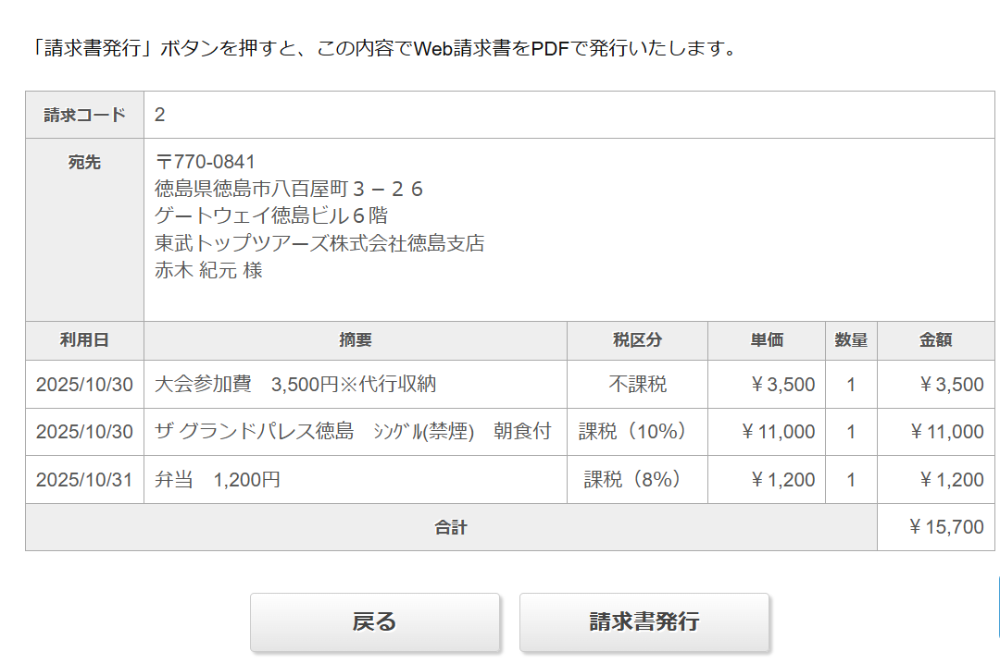 「請求書発行」ボタンを押すと、この内容でWeb請求書をPDFで発行いたします。
請求コード 2
宛先 〒770-0841
徳島県徳島市八百屋町３－２６
ゲートウェイ徳島ビル６階
東武トップツアーズ株式会社徳島支店
赤木 紀元 様
利用日 摘要 税区分 単価 数量 金額
2025/10/30 大会参加費　3,500円※代行収納 不課税 ￥3,500 1 ￥3,500
2025/10/30 ザ グランドパレス徳島　ｼﾝｸﾞﾙ(禁煙)　朝食付 課税（10%） ￥11,000 1 ￥11,000
2025/10/31 弁当　1,200円 課税（8%） ￥1,200 1 ￥1,200
合計 ￥15,700
戻る 請求書発行